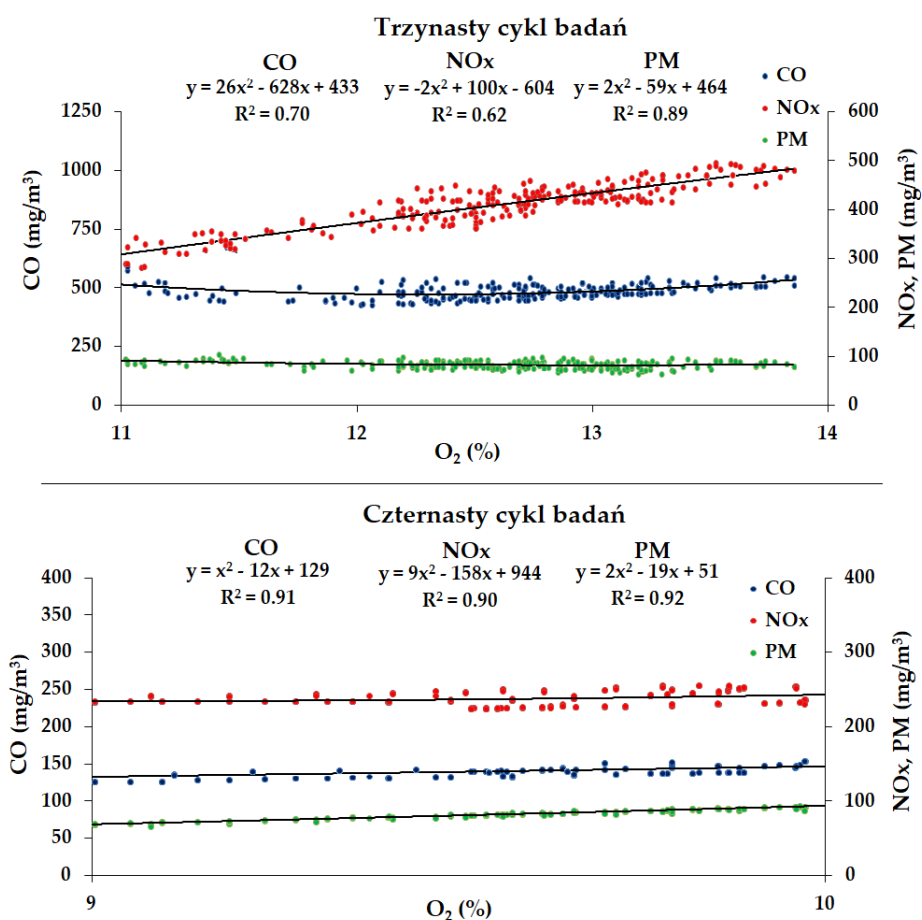 Trzynasty cykl badań
CO NOx PM
y = 26x² - 628x + 433 y = -2x² + 100x - 604 y = 2x² - 59x + 464
R² = 0.70 R² = 0.62 R² = 0.89
CO
NOx
PM
CO (mg/m³)
1250
1000
750
500
250
0
600
500
400
300
200
100
0
NOx, PM (mg/m³)
11 12 13 14
O₂ (%)
Czternasty cykl badań
CO NOx PM
y = x² - 12x + 129 y = 9x² - 158x + 944 y = 2x² - 19x + 51
R² = 0.91 R² = 0.90 R² = 0.92
CO
NOx
PM
CO (mg/m³)
400
350
300
250
200
150
100
50
0
400
300
200
100
0
NOx, PM (mg/m³)
9 10
O₂ (%)